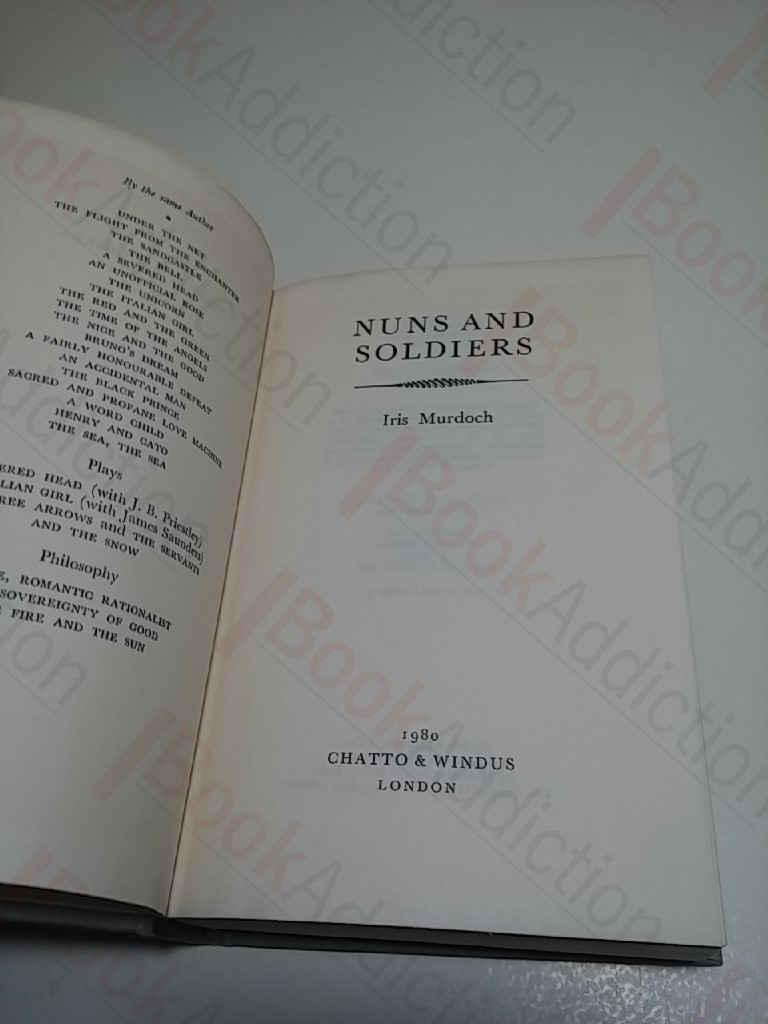 By the same Author
UNDER THE NET
THE FLIGHT FROM THE ENCHANTER
THE SANDCASTLE
THE BELL
A SEVERED HEAD
AN UNOFFICIAL ROSE
THE UNICORN
THE ITALIAN GIRL
THE RED AND THE GREEN
THE TIME OF THE ANGELS
THE NICE AND THE GOOD
BRUNO'S DREAM
A FAIRLY HONOURABLE DEFEAT
AN ACCIDENTAL MAN
THE BLACK PRINCE
SACRED AND PROFANE LOVE MACHINE
A WORD CHILD
HENRY AND CATO
THE SEA, THE SEA
Plays
ERED HEAD (with J. B. Priestley)
LIAN GIRL (with James Saunders)
REE ARROWS and THE SERVANTS
AND THE SNOW
Philosophy
E, ROMANTIC RATIONALIST
SOVEREIGNTY OF GOOD
FIRE AND THE SUN
NUNS AND
SOLDIERS
Iris Murdoch
1980
CHATTO & WINDUS
LONDON
BookAddiction